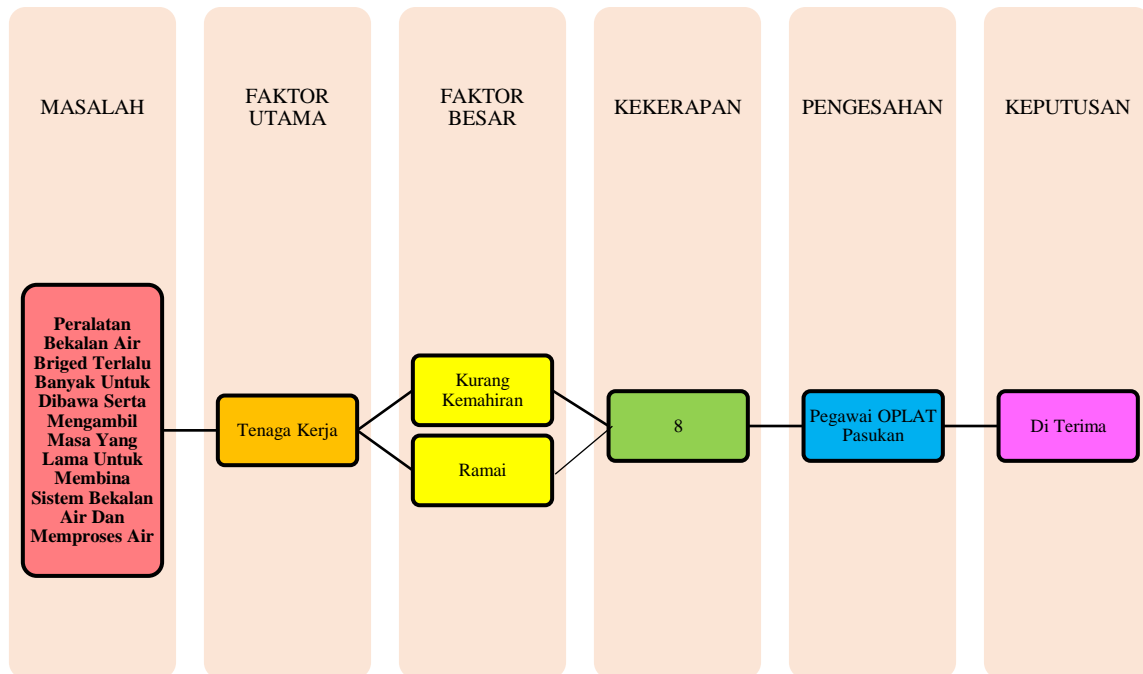 MASALAH
FAKTOR
UTAMA
FAKTOR
BESAR
KEKERAPAN
PENGESAHAN
KEPUTUSAN
Peralatan
Bekalan Air
Briged Terlalu
Banyak Untuk
Dibawa Serta
Mengambil
Masa Yang
Lama Untuk
Membina
Sistem Bekalan
Air Dan
Memproses Air
Tenaga Kerja
Kurang
Kemahiran
Ramai
8
Pegawai OPLAT
Pasukan
Di Terima